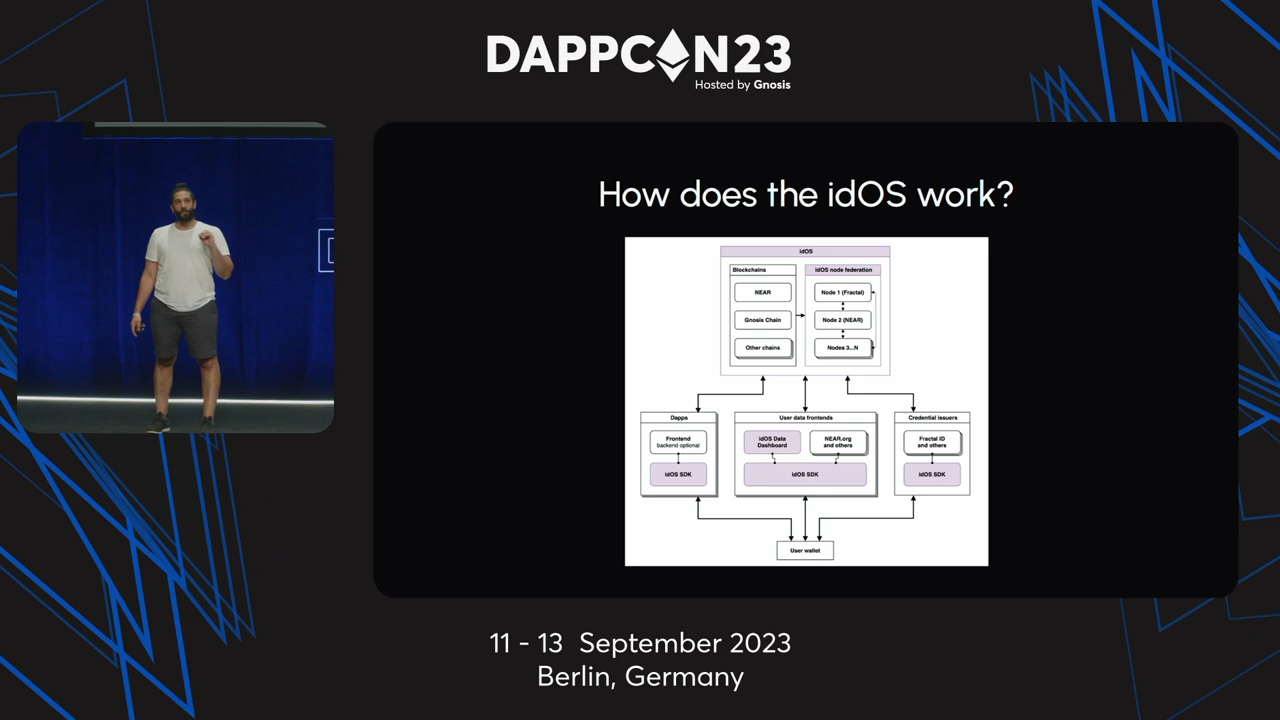 DAPPCON23
Hosted by Gnosis
How does the idOS work?
idOS
Blockchains
idOS node federation
NEAR
Node 1 (Fractal)
Gnosis Chain
Node 2 (NEAR)
Other chains
Nodes 3...N
Dapps
User data frontends
Credential issuers
Frontend
backend optional
idOS Data
Dashboard
NEAR.org
and others
Fractal ID
and others
idOS SDK
idOS SDK
idOS SDK
User wallet
11 - 13 September 2023
Berlin, Germany